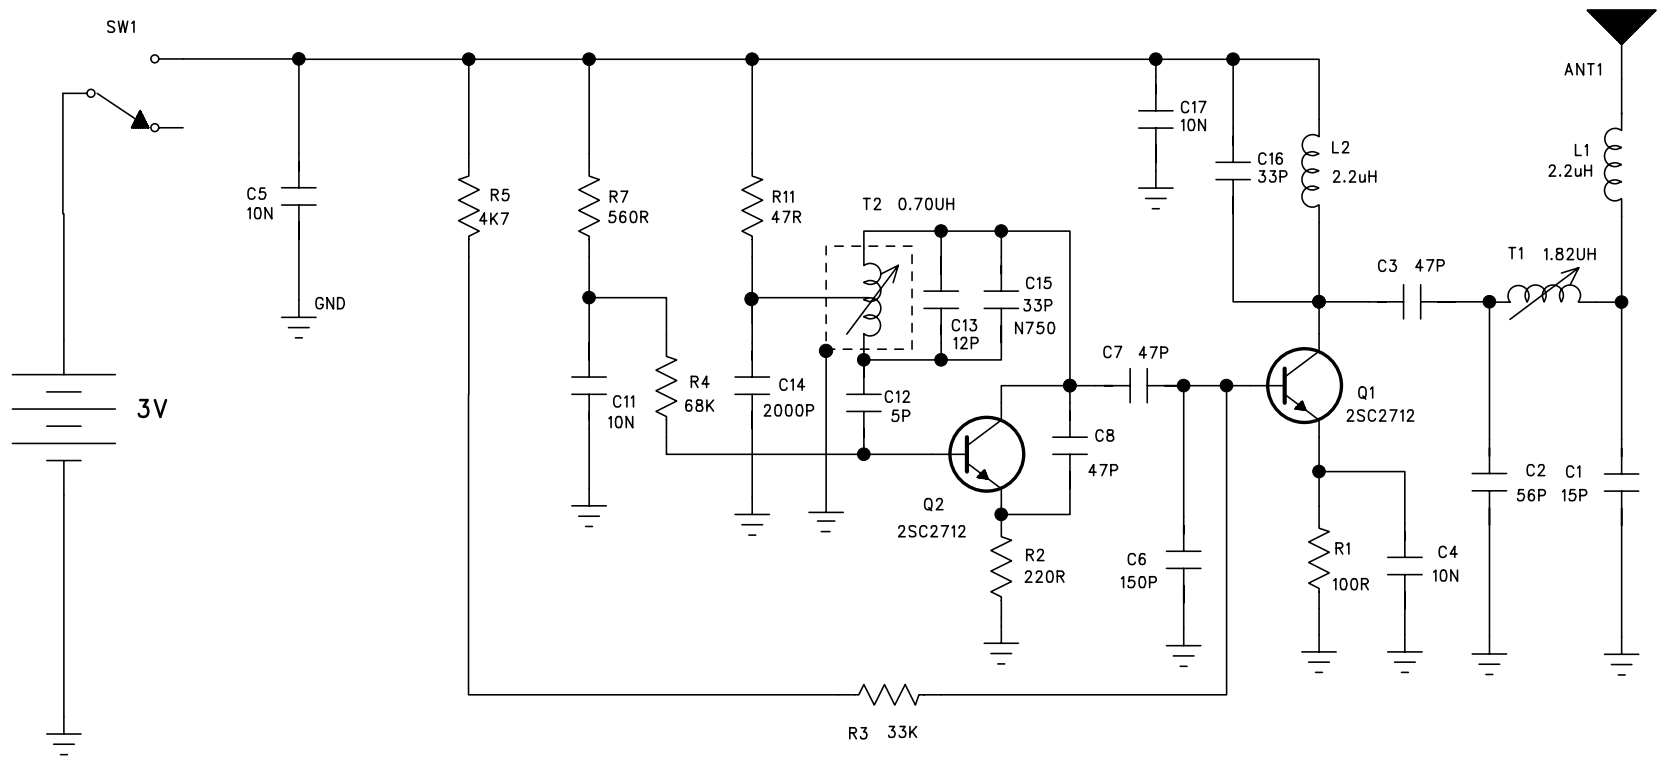 SW1
ANT1
C17
10N
C16
33P
L2
2.2uH
L1
2.2uH
C5
10N
R5
4K7
R7
560R
R11
47R
T2 0.70UH
T1 1.82UH
C3 47P
GND
C15
33P
N750
C13
12P
C7 47P
3V
C11
10N
R4
68K
C14
2000P
C12
5P
Q1
2SC2712
C8
47P
Q2
2SC2712
C2
56P
C1
15P
R2
220R
C6
150P
R1
100R
C4
10N
R3 33K